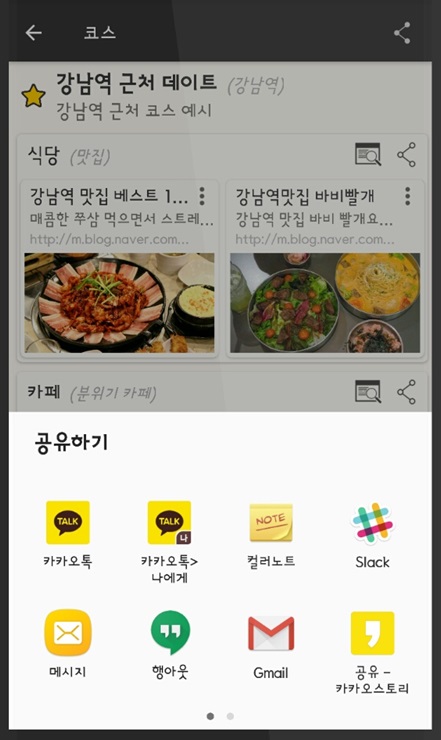 코스
강남역 근처 데이트 (강남역)
강남역 근처 코스 예시
식당 (맛집)
강남역 맛집 베스트 1...
매콤한 쭈삼 먹으면서 스트레...
http://m.blog.naver.com...
강남역맛집 바비빨개
강남역 맛집 바비 빨개요...
http://m.blog.naver.com...
카페 (분위기 카페)
공유하기
TALK
카카오톡
TALK
나
카카오톡>
나에게
NOTE
컬러노트
Slack
메시지
행아웃
Gmail
공유 -
카카오스토리